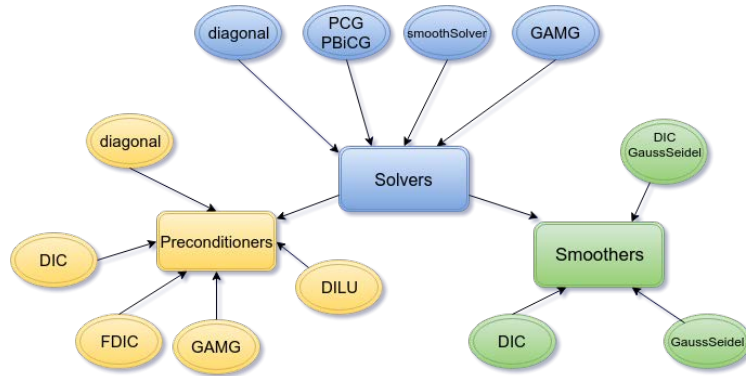 diagonal
PCG
PBiCG
smoothSolver
GAMG
diagonal
DIC
GaussSeidel
Solvers
Preconditioners
DIC
Smoothers
DILU
FDIC
GAMG
DIC
GaussSeidel